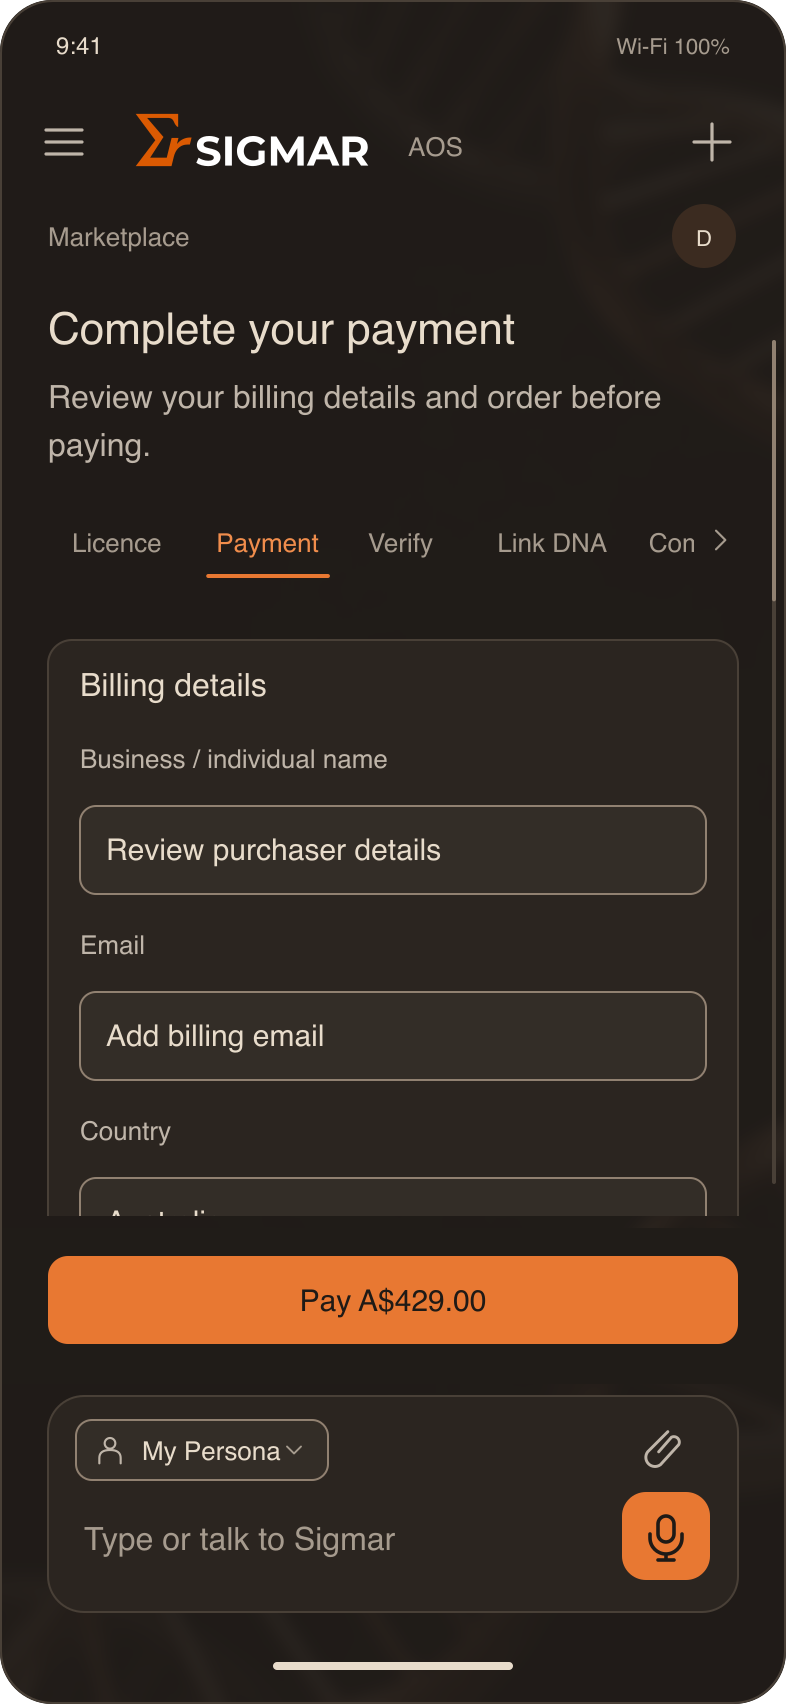 9:41
Wi-Fi 100%
Σr SIGMAR AOS
Marketplace
D
Complete your payment
Review your billing details and order before
paying.
Licence Payment Verify Link DNA Con
Billing details
Business / individual name
Review purchaser details
Email
Add billing email
Country
Pay A$429.00
My Persona
Type or talk to Sigmar